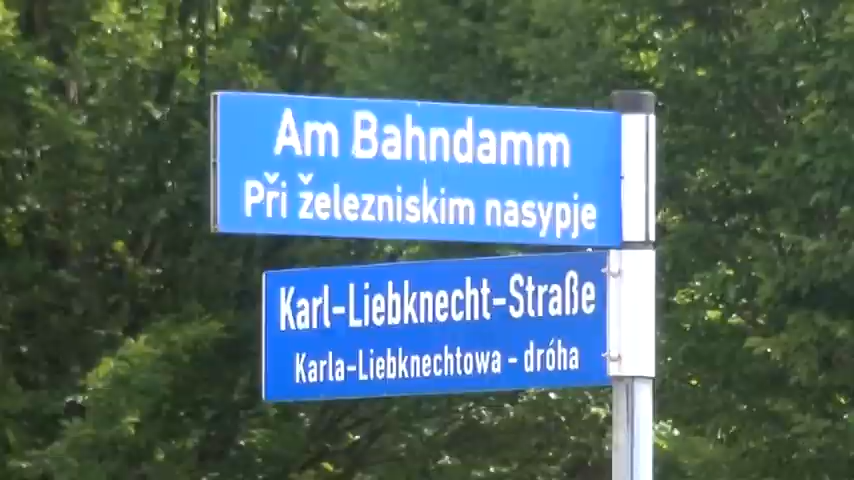 Am Bahndamm
Při železniskim nasypje
Karl-Liebknecht-Straße
Karla-Liebknechtowa - dróha